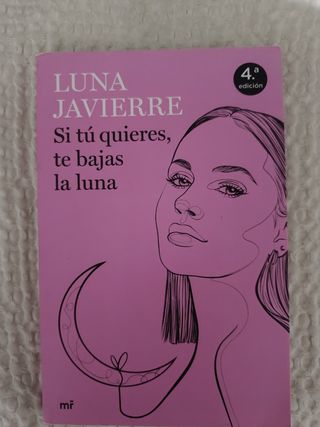 LUNA
JAVIERRE
Si tú quieres,
te bajas
la luna
4.ª
edición
mr